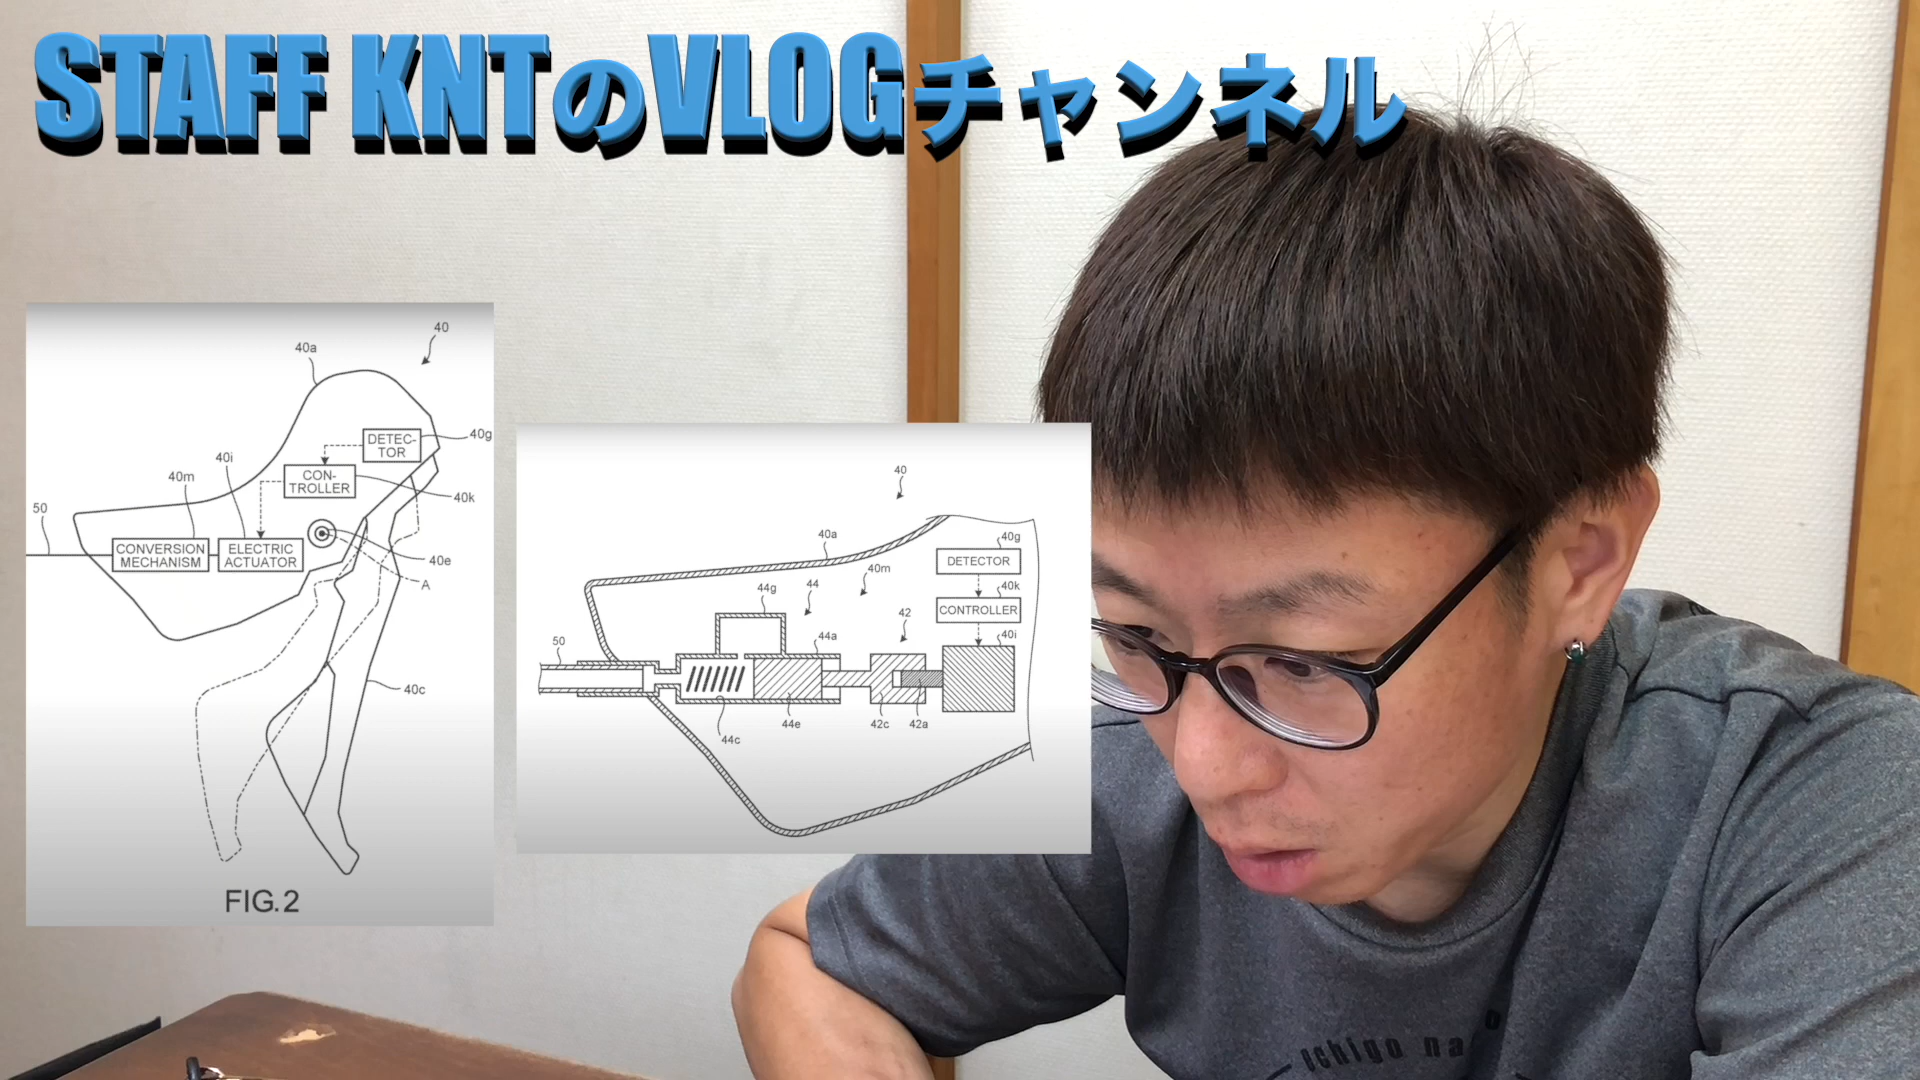 STAFF KNTのVLOGチャンネル
40
40a
DETEC-
TOR
40g
40i
CON-
TROLLER
40m
40k
50
CONVERSION
MECHANISM
ELECTRIC
ACTUATOR
40e
A
40c
FIG.2
40
40a
40g
DETECTOR
40m
40k
44g
44
CONTROLLER
42
44a
40i
50
44e
42c
42a
44c
ichigo na